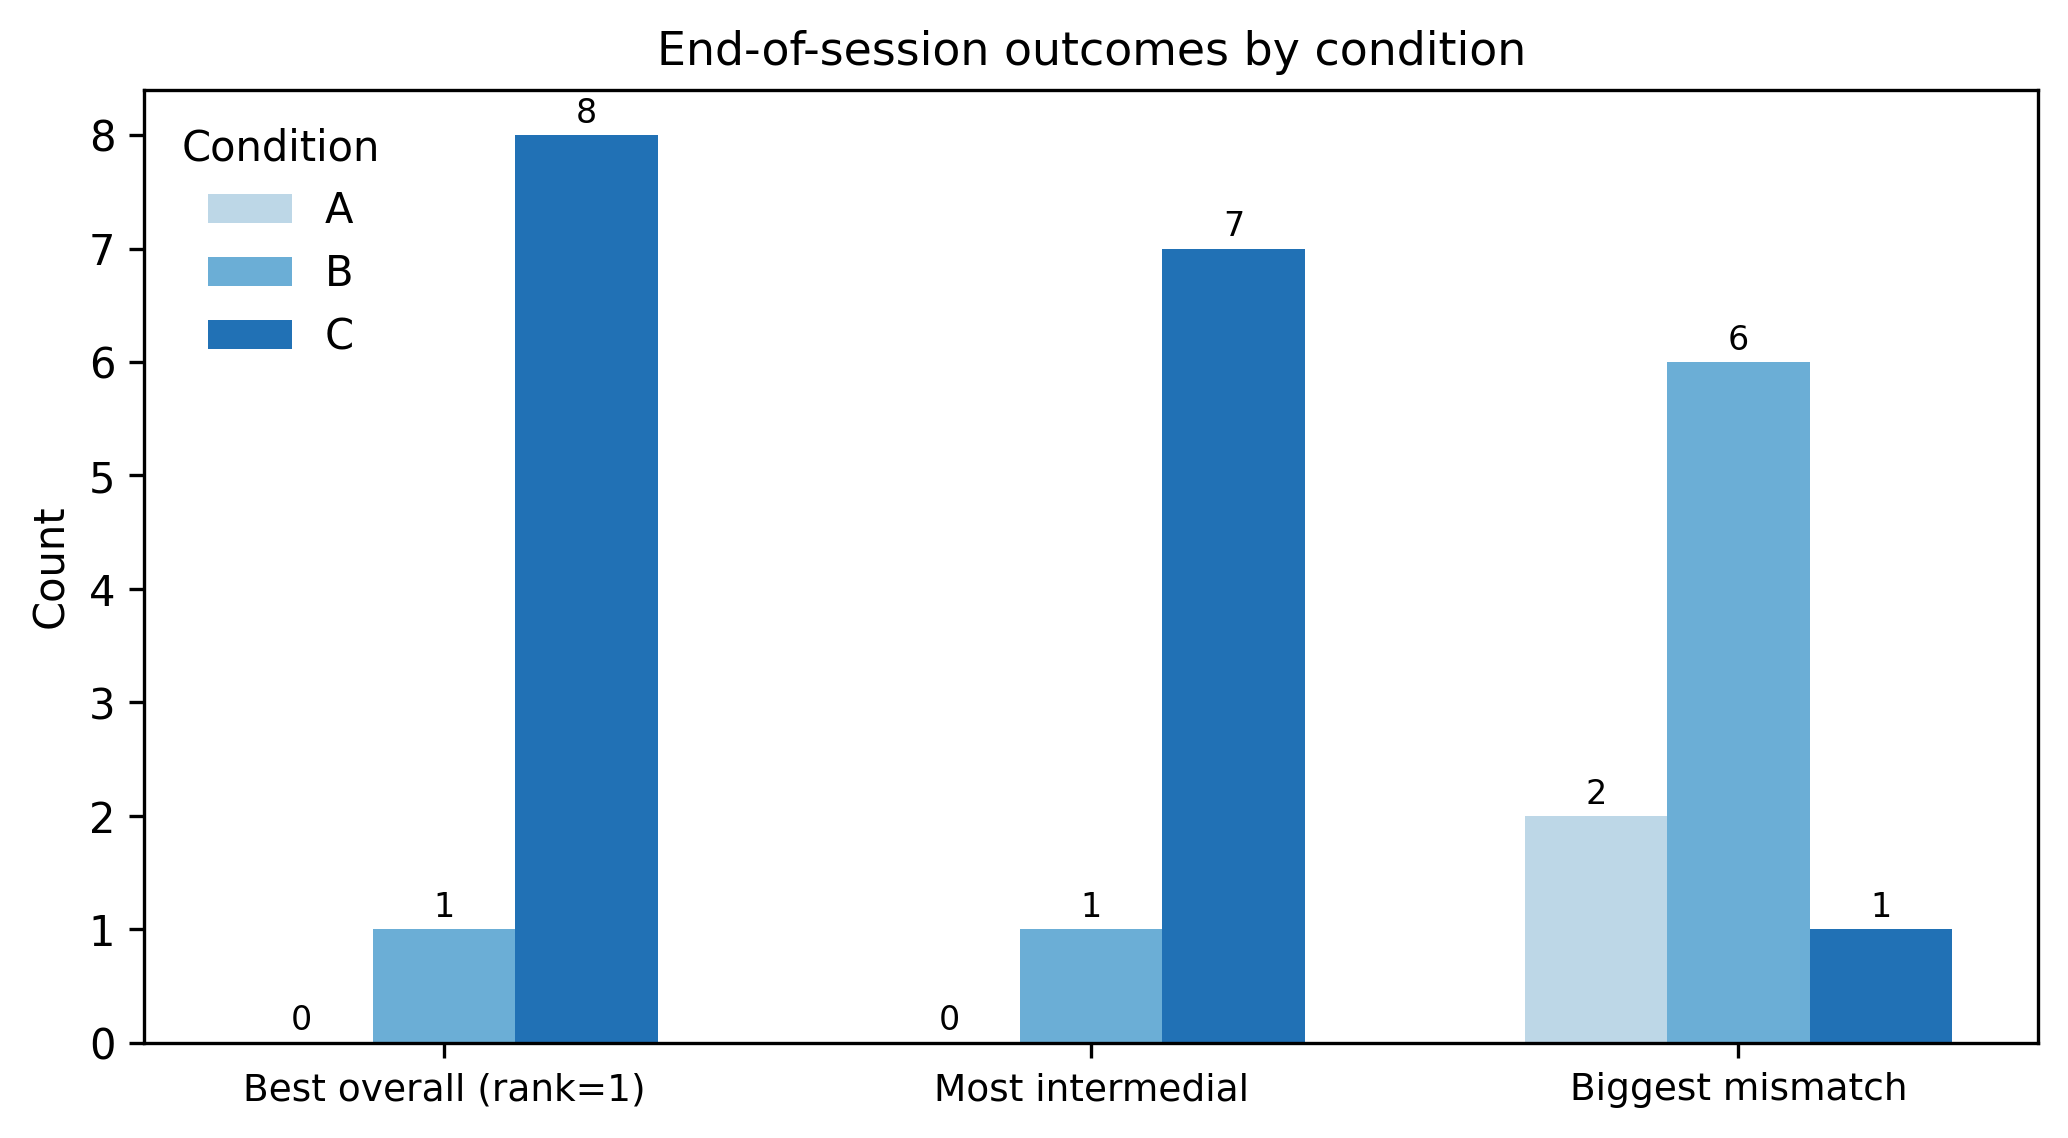 End-of-session outcomes by condition
Condition
A
B
C
Count
8
7
6
5
4
3
2
1
0
0
1
8
0
1
7
2
6
1
Best overall (rank=1)
Most intermedial
Biggest mismatch